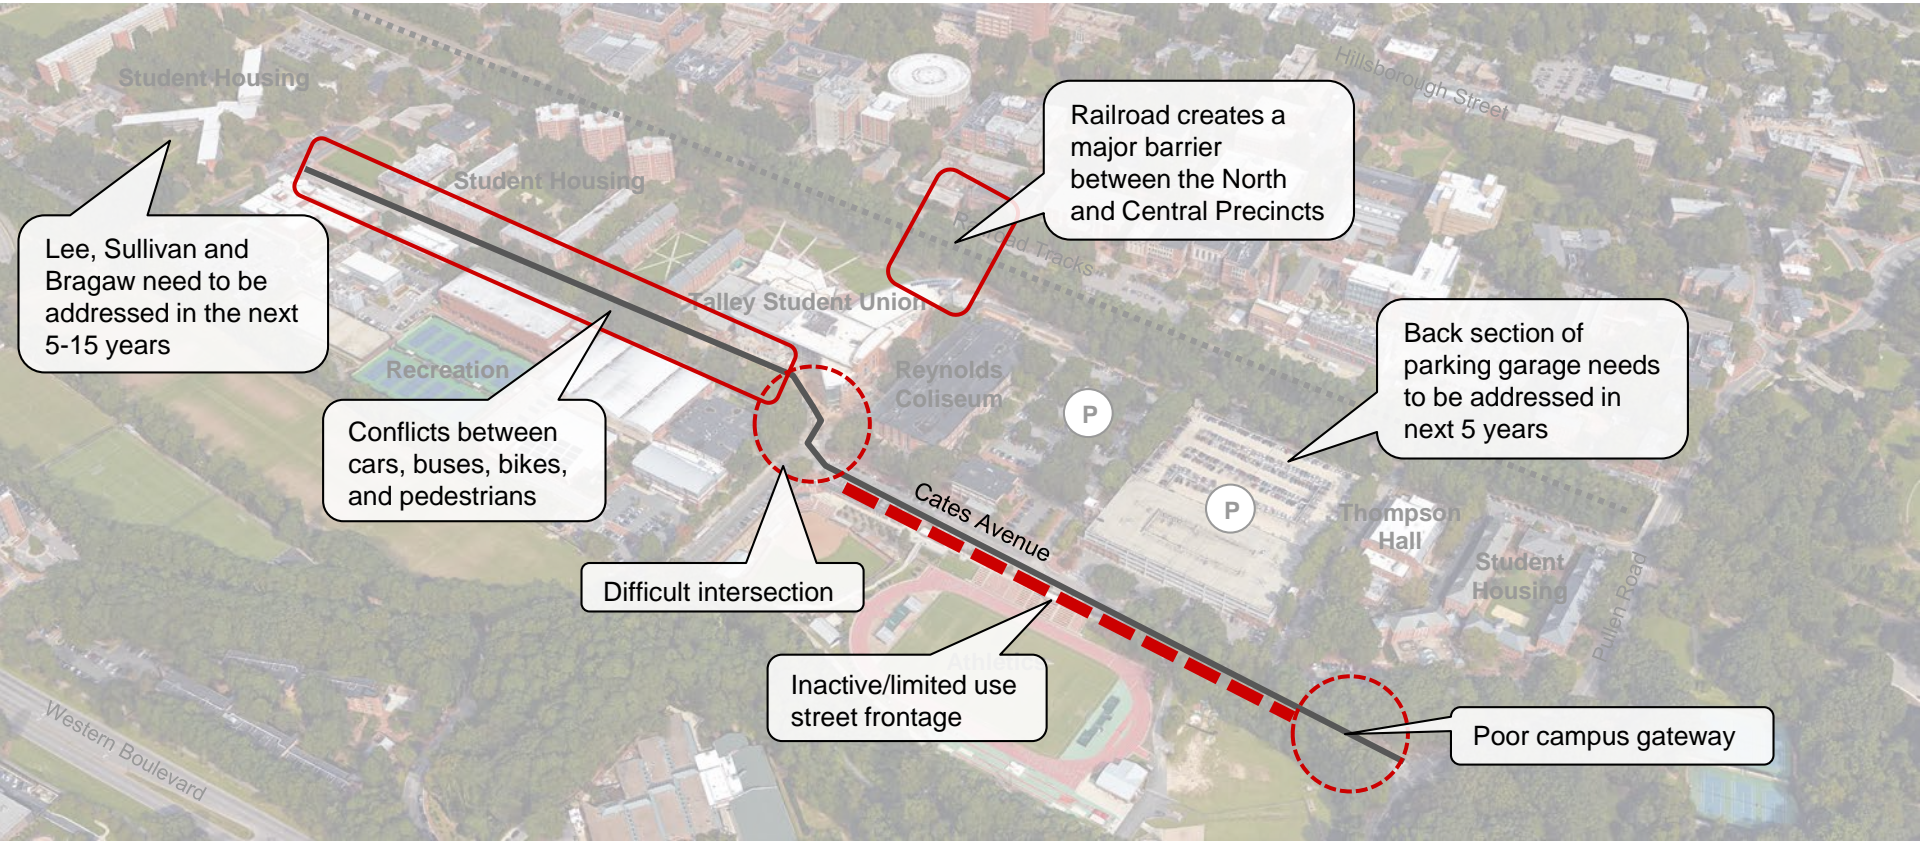 Student Housing
Hillsborough Street
Railroad creates a
major barrier
between the North
and Central Precincts
Student Housing
Lee, Sullivan and
Bragaw need to be
addressed in the next
5-15 years
Railroad Tracks
Talley Student Union
Back section of
parking garage needs
to be addressed in
next 5 years
Recreation
Reynolds
Coliseum
P
Conflicts between
cars, buses, bikes,
and pedestrians
Cates Avenue
P
Thompson
Hall
Student
Housing
Pullen Road
Difficult intersection
Athletics
Inactive/limited use
street frontage
Western Boulevard
Poor campus gateway